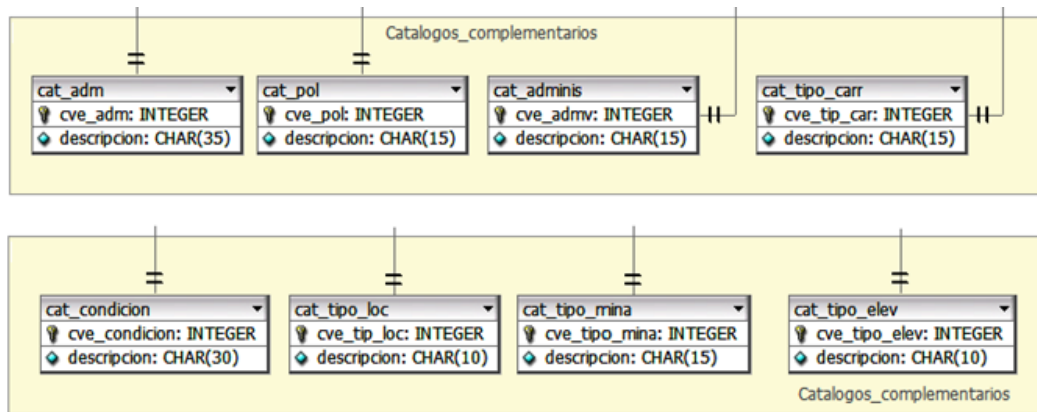 Catalogos_complementarios
cat_adm
cve_adm: INTEGER
descripcion: CHAR(35)
cat_pol
cve_pol: INTEGER
descripcion: CHAR(15)
cat_adminis
cve_admv: INTEGER
descripcion: CHAR(15)
cat_tipo_carr
cve_tip_car: INTEGER
descripcion: CHAR(15)
cat_condicion
cve_condicion: INTEGER
descripcion: CHAR(30)
cat_tipo_loc
cve_tip_loc: INTEGER
descripcion: CHAR(10)
cat_tipo_mina
cve_tipo_mina: INTEGER
descripcion: CHAR(15)
cat_tipo_elev
cve_tipo_elev: INTEGER
descripcion: CHAR(10)
Catalogos_complementarios